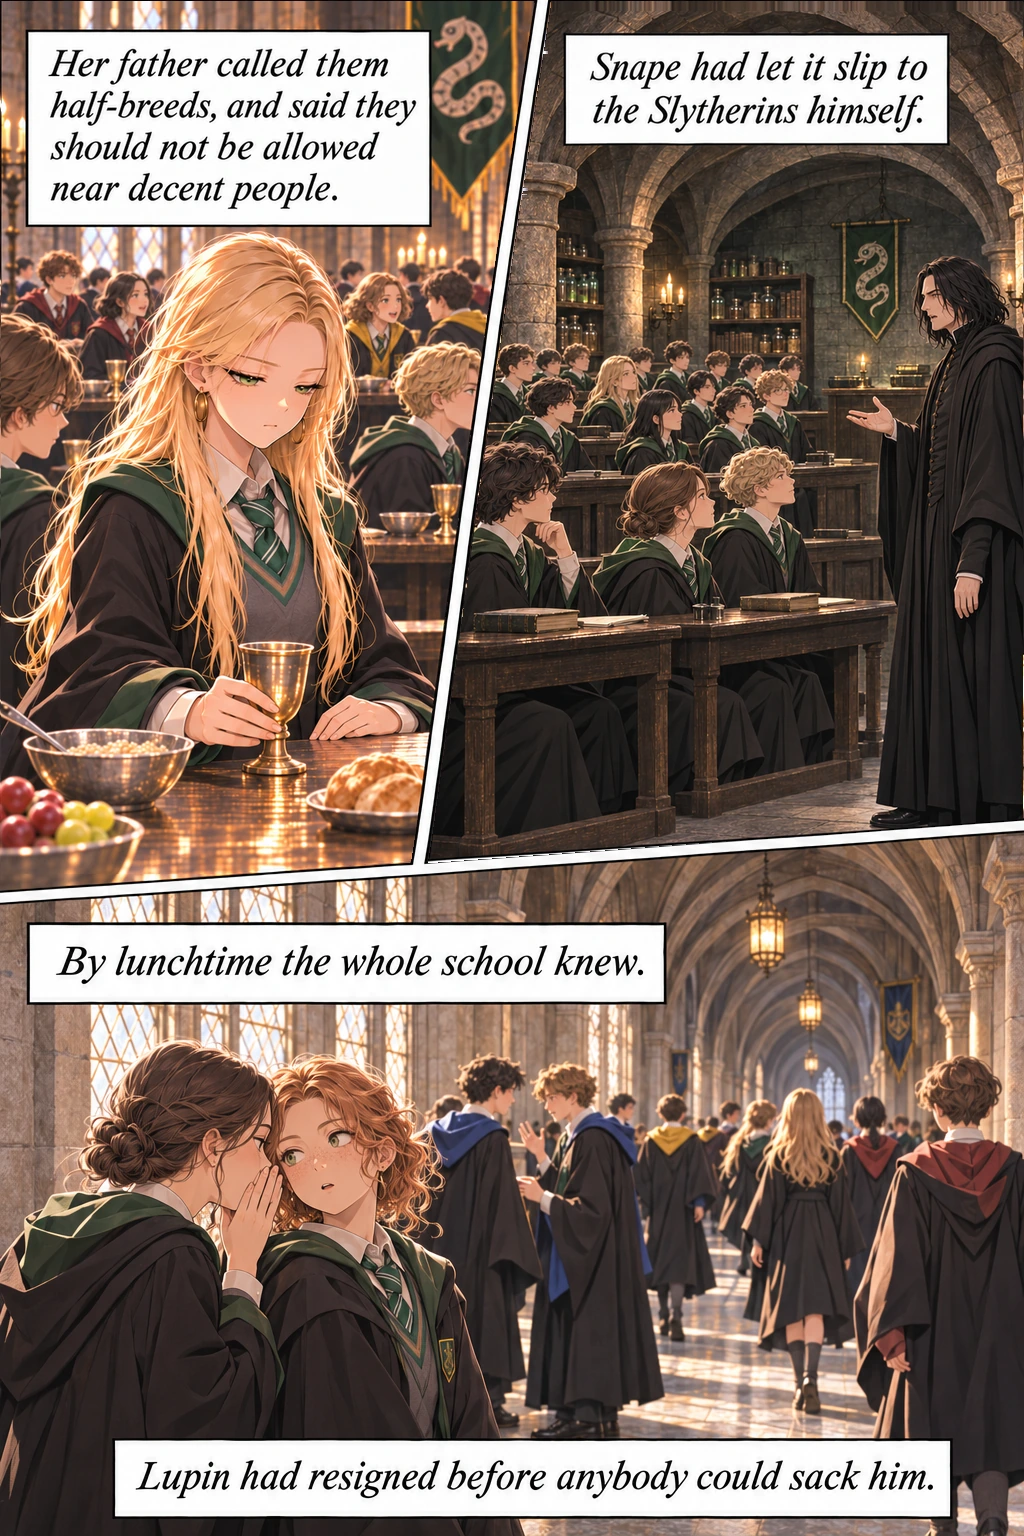 Her father called them
half-breeds, and said they
should not be allowed
near decent people.
Snape had let it slip to
the Slytherins himself.
By lunchtime the whole school knew.
Lupin had resigned before anybody could sack him.